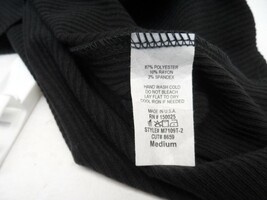 87% POLYESTER
10% RAYON
3% SPANDEX
HAND WASH COLD
DO NOT BLEACH
LAY FLAT TO DRY
COOL IRON IF NEEDED
MADE IN U.S.A.
RN# 130025
STYLE# M7109T-2
CUT# 8659
Medium